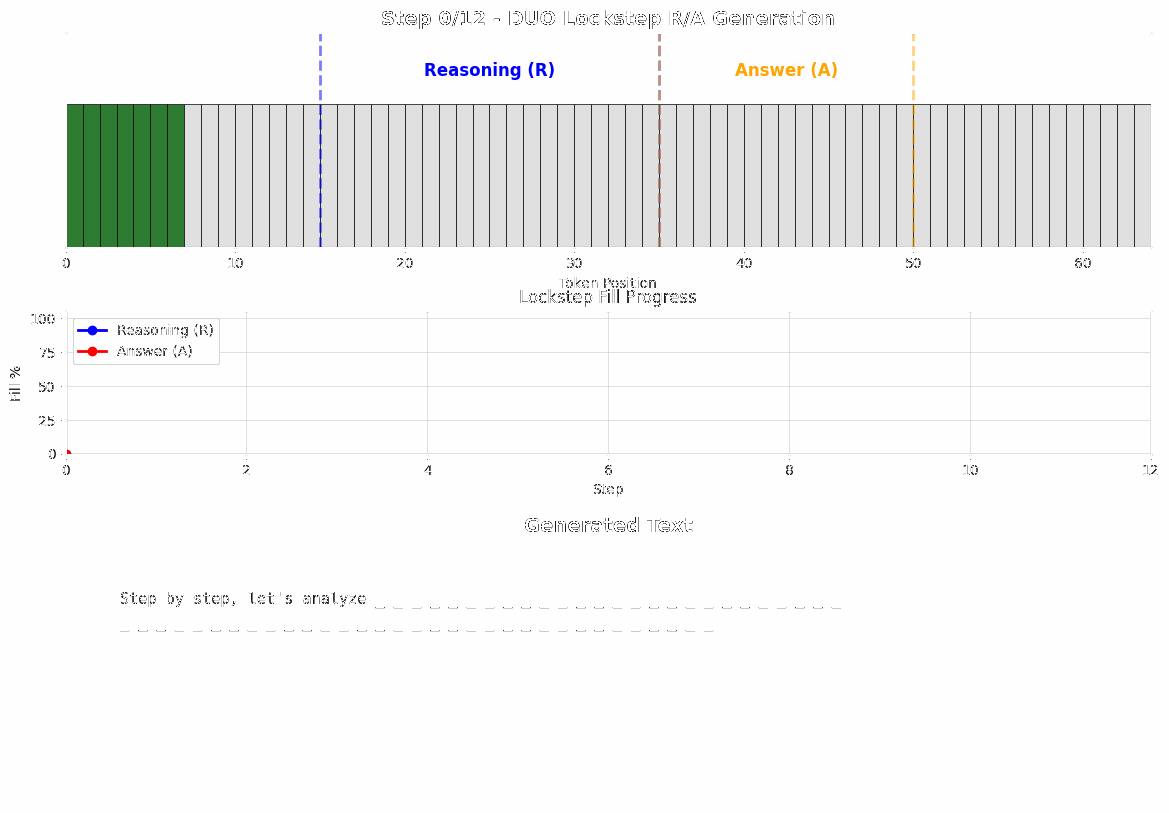 Step 0/12 - DUO Lockstep R/A Generation
Reasoning (R) Answer (A)
0 10 20 30 40 50 60
Token Position
Lockstep Fill Progress
Fill %
100
75
50
25
0
Reasoning (R)
Answer (A)
0 2 4 6 8 10 12
Step
Generated Text
Step by step, let's analyze _ _ _ _ _ _ _ _ _ _ _ _ _ _ _ _ _ _ _ _ _ _ _ _ _ _
_ _ _ _ _ _ _ _ _ _ _ _ _ _ _ _ _ _ _ _ _ _ _ _ _ _ _ _ _ _ _ _ _